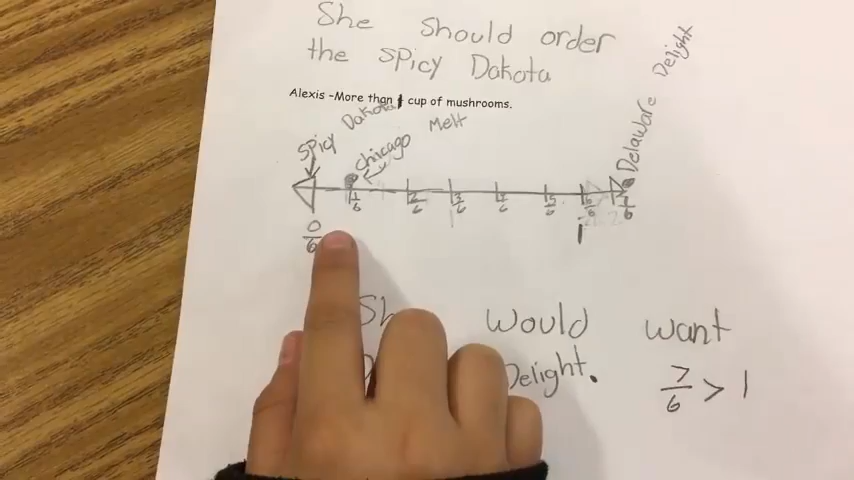 She should order
the spicy Dakota
Alexis -More than 1 cup of mushrooms.
Spicy Dakota
Chicago Melt
Delaware Delight
0/6 1/6 2/6 3/6 4/6 5/6 6/6 7/6
1
would want
Delight.
7/6 > 1